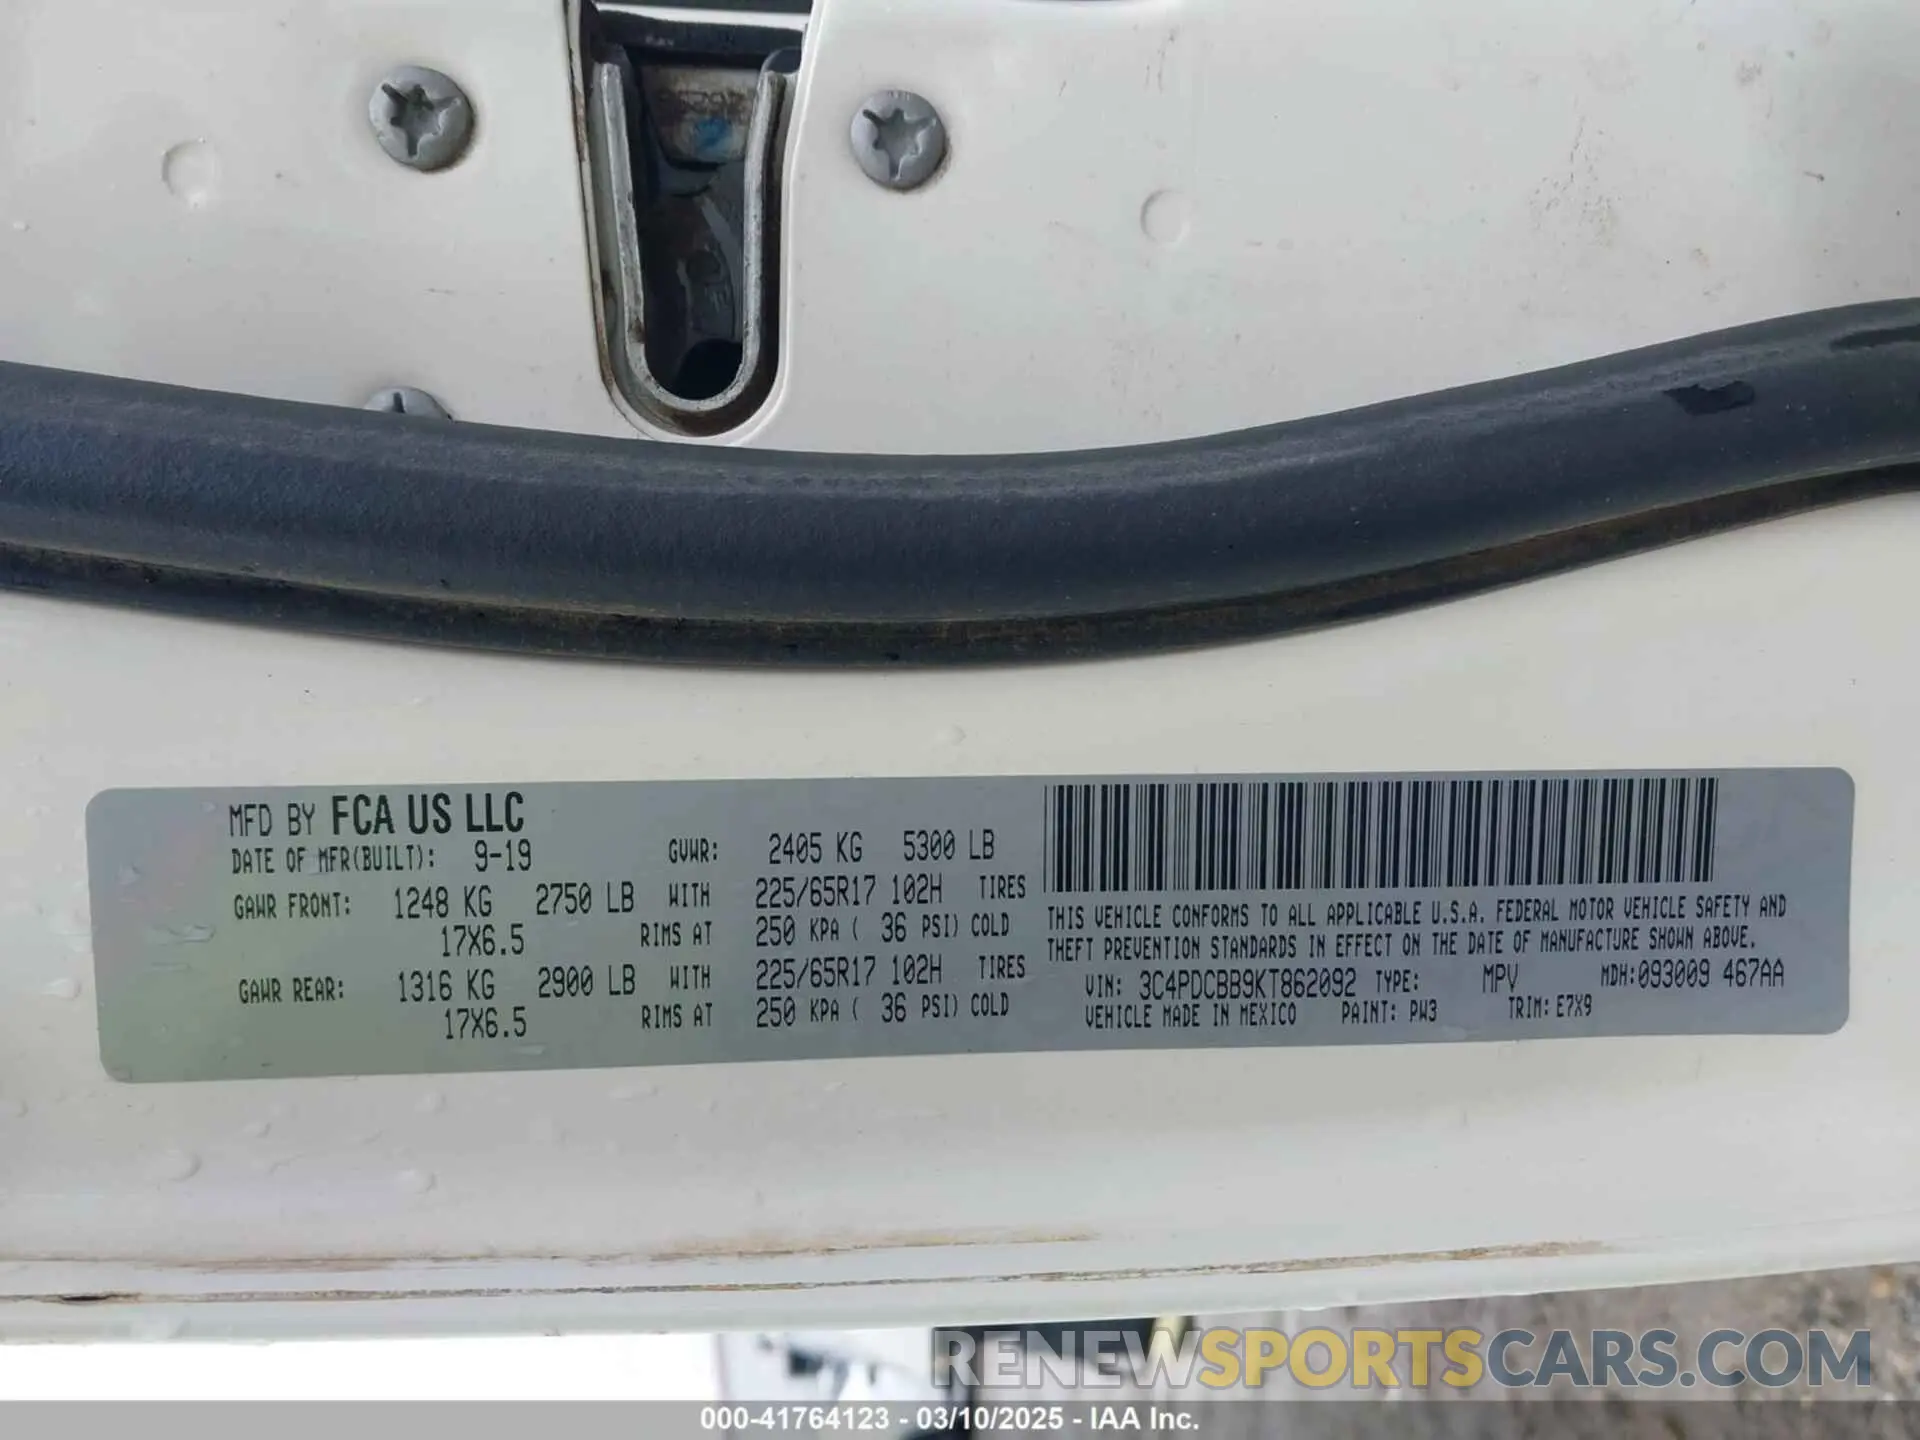 MFD BY FCA US LLC
DATE OF MFR(BUILT): 9-19 GVWR: 2405 KG 5300 LB
GAWR FRONT: 1248 KG 2750 LB WITH 225/65R17 102H TIRES
17X6.5 RIMS AT 250 KPA ( 36 PSI) COLD
GAWR REAR: 1316 KG 2900 LB WITH 225/65R17 102H TIRES
17X6.5 RIMS AT 250 KPA ( 36 PSI) COLD
THIS VEHICLE CONFORMS TO ALL APPLICABLE U.S.A. FEDERAL MOTOR VEHICLE SAFETY AND
THEFT PREVENTION STANDARDS IN EFFECT ON THE DATE OF MANUFACTURE SHOWN ABOVE.
VIN: 3C4PDCBB9KT862092 TYPE: MPV MDH:093009 467AA
VEHICLE MADE IN MEXICO PAINT: PW3 TRIM: E7X9
RENEWSPORTSCARS.COM
000-41764123 - 03/10/2025 - IAA Inc.